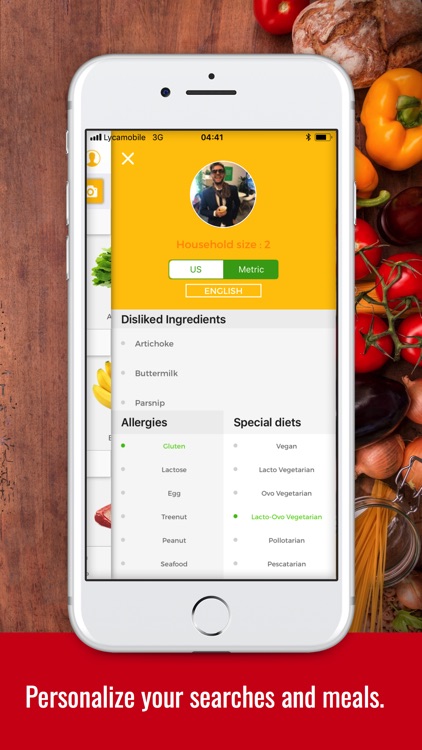 Lycamobile 3G 04:41
Household size : 2
US Metric
ENGLISH
Disliked Ingredients
Artichoke
Buttermilk
Parsnip
Allergies Special diets
Gluten Vegan
Lactose Lacto Vegetarian
Egg Ovo Vegetarian
Treenut Lacto-Ovo Vegetarian
Peanut Pollotarian
Seafood Pescatarian
Personalize your searches and meals.